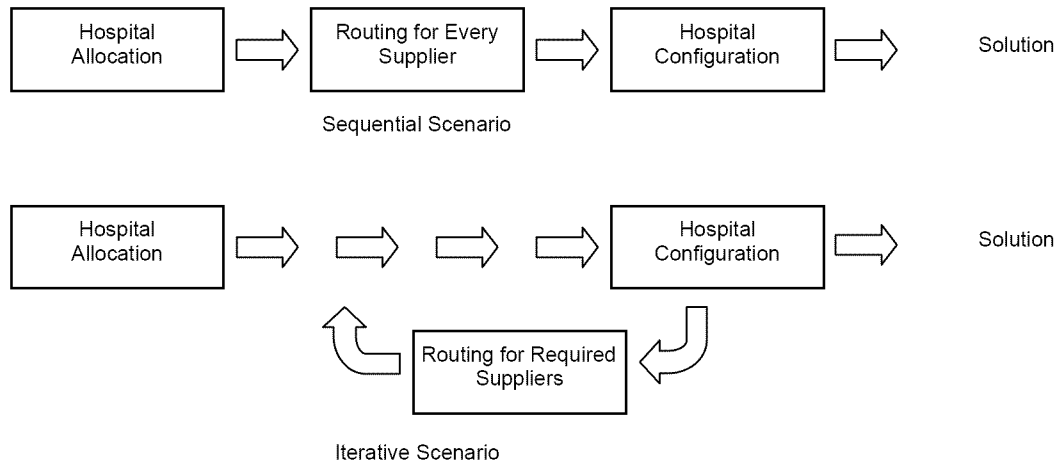 Hospital
Allocation
Routing for Every
Supplier
Hospital
Configuration
Solution
Sequential Scenario
Hospital
Allocation
Hospital
Configuration
Solution
Routing for Required
Suppliers
Iterative Scenario